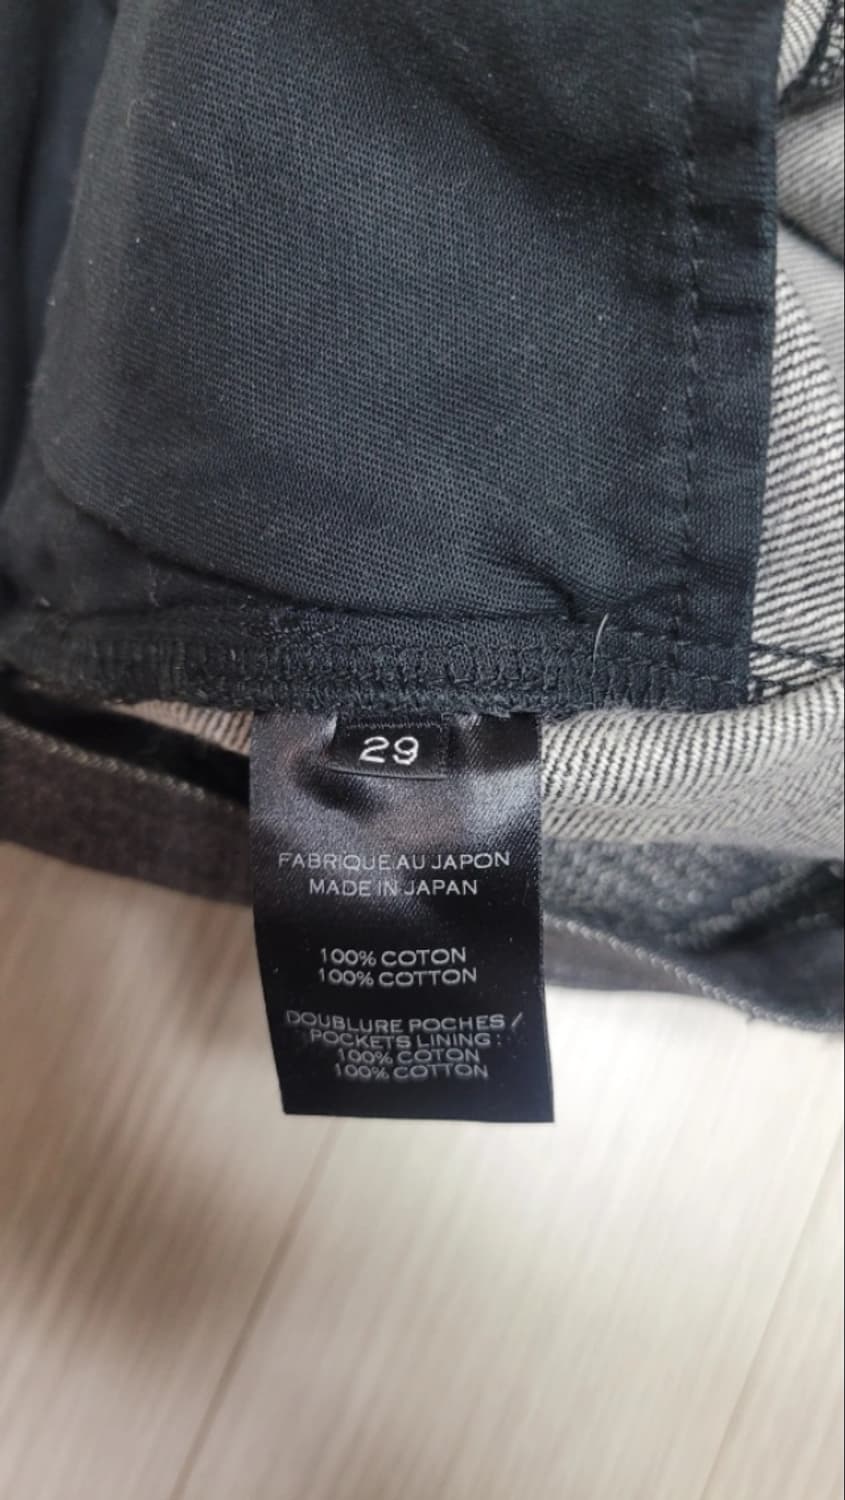 29
FABRIQUE AU JAPON
MADE IN JAPAN
100% COTON
100% COTTON
DOUBLURE POCHES /
POCKETS LINING :
100% COTON
100% COTTON